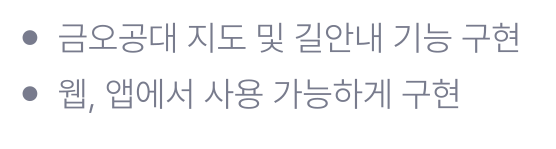 • 금오공대 지도 및 길안내 기능 구현
• 웹, 앱에서 사용 가능하게 구현